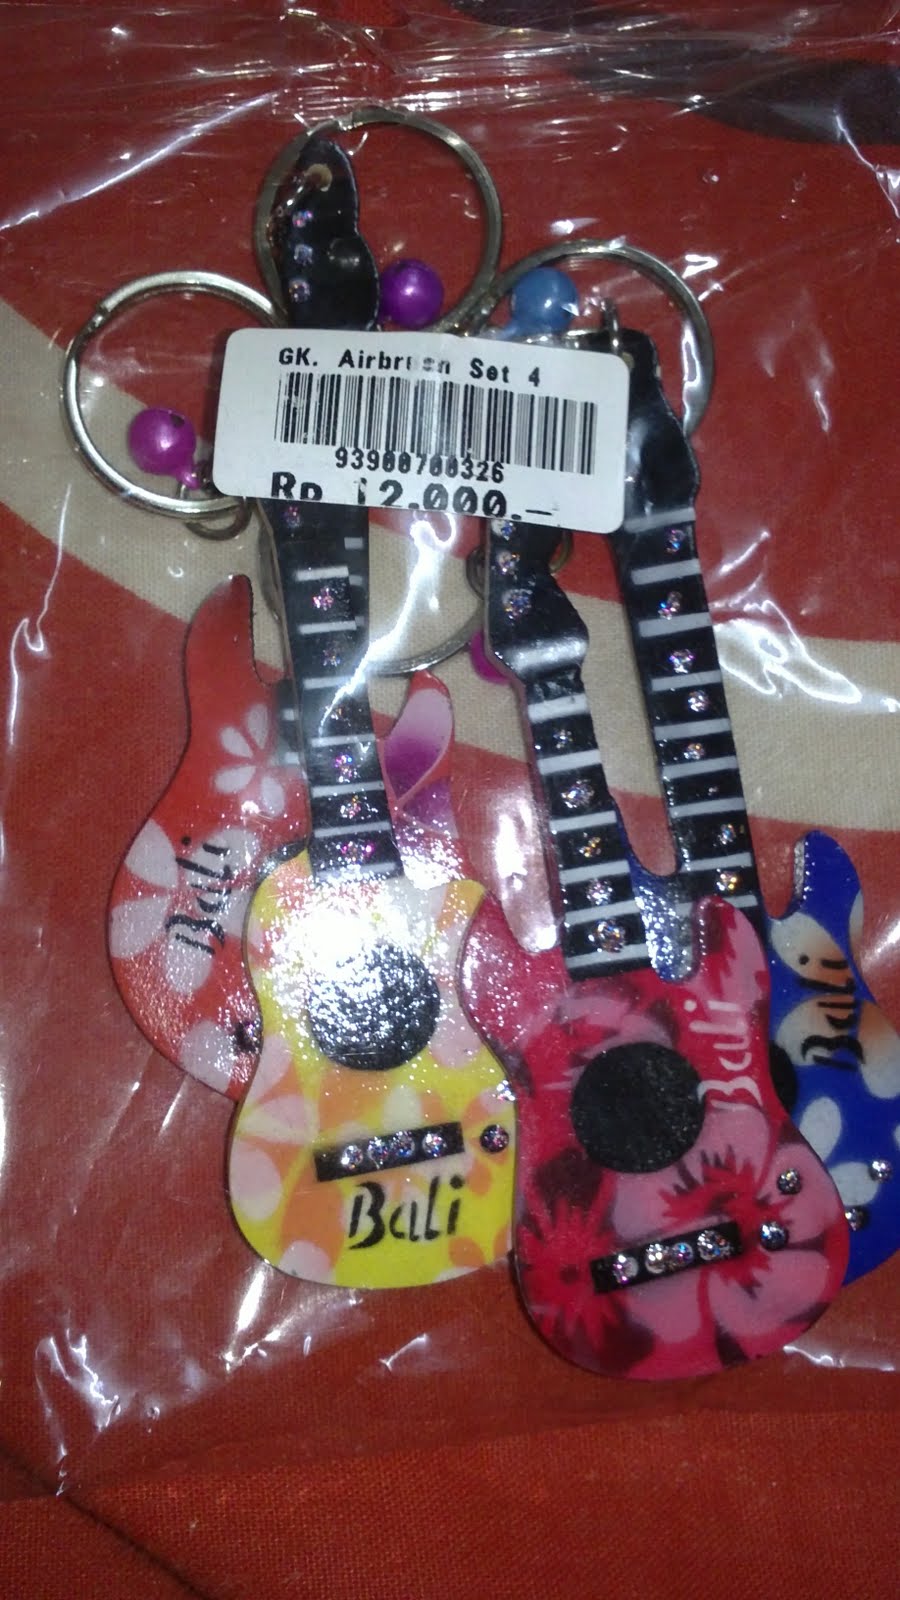 GK. Airbrush Set 4
93900700326
Rp 12.000.-
Bali
Bali
Bali
Bali